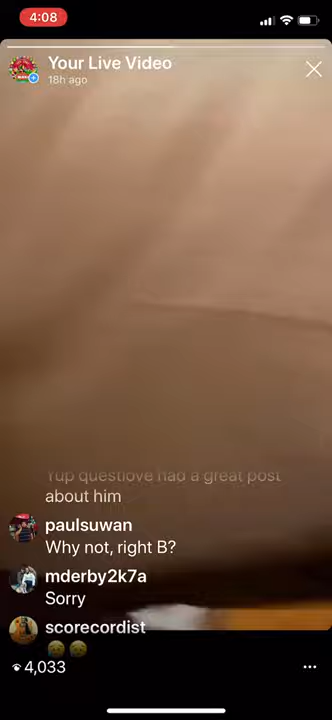 4:08
Your Live Video
18h ago
Yup questlove had a great post
about him
paulsuwan
Why not, right B?
mderby2k7a
Sorry
scorecordist
😢😢
4,033